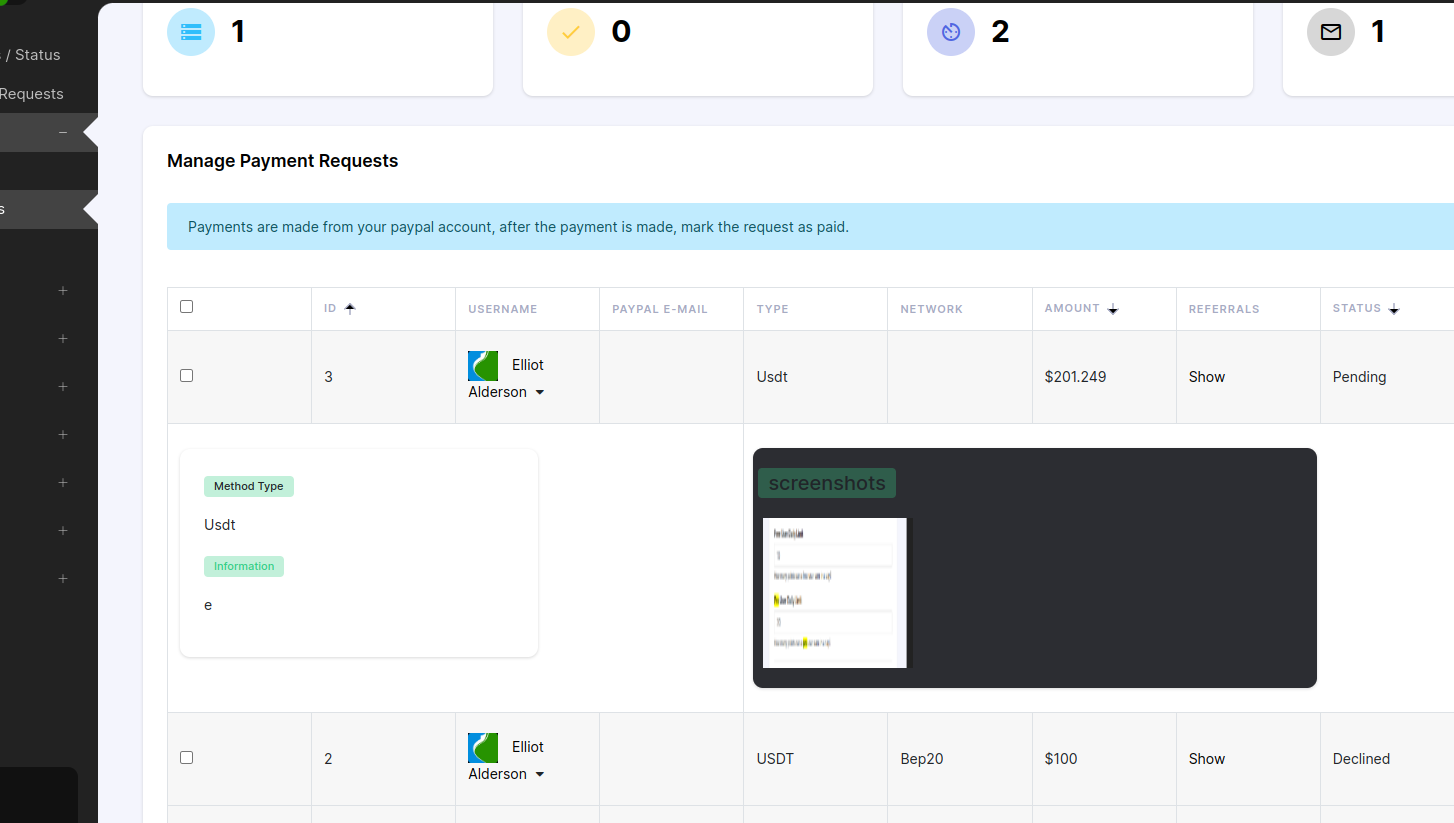 1
0
2
1
/ Status
Requests
Manage Payment Requests
Payments are made from your paypal account, after the payment is made, mark the request as paid.
ID
USERNAME
PAYPAL E-MAIL
TYPE
NETWORK
AMOUNT
REFERRALS
STATUS
3
Elliot
Alderson
Usdt
$201.249
Show
Pending
Method Type
Usdt
Information
e
screenshots
2
Elliot
Alderson
USDT
Bep20
$100
Show
Declined